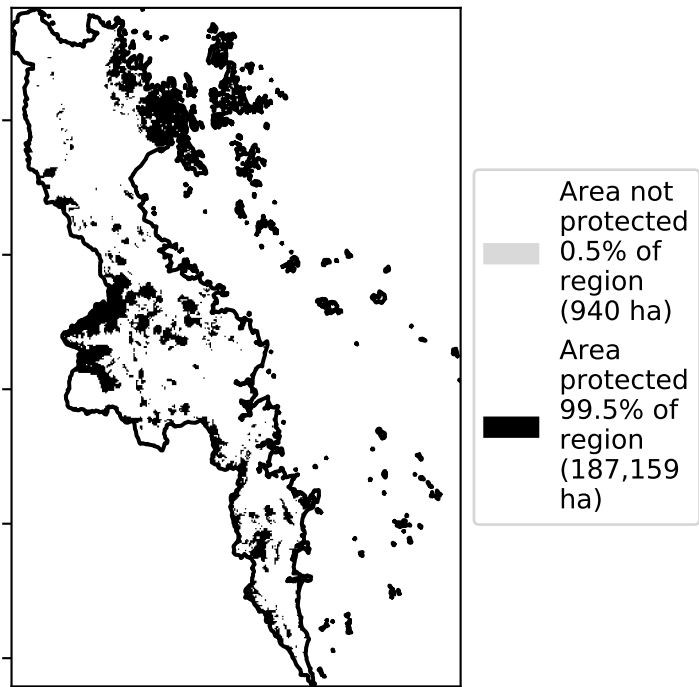 Area not
protected
0.5% of
region
(940 ha)
Area
protected
99.5% of
region
(187,159
ha)